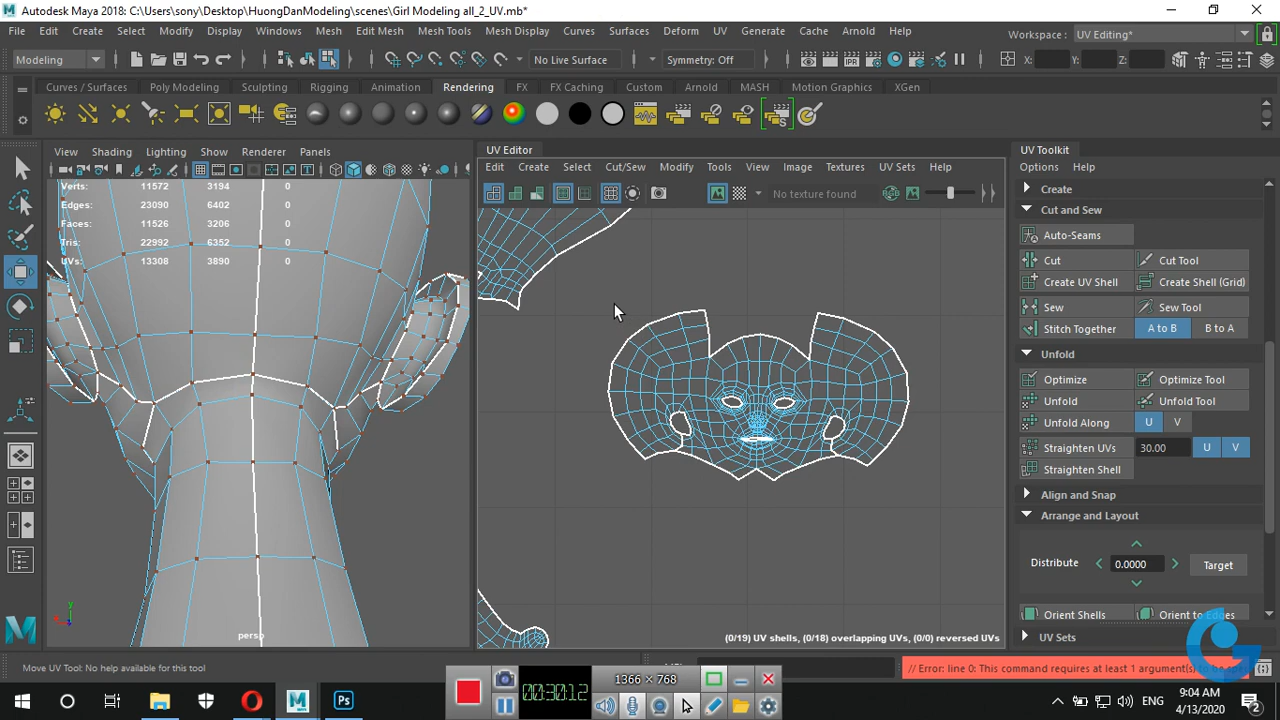 Autodesk Maya 2018: C:\Users\sony\Desktop\HuongDanModeling\scenes\Girl Modeling all_2_UV.mb*
File Edit Create Select Modify Display Windows Mesh Edit Mesh Mesh Tools Mesh Display Curves Surfaces Deform UV Generate Cache Arnold Help Workspace : UV Editing*
Modeling No Live Surface Symmetry: Off X: Y: Z:
Curves / Surfaces Poly Modeling Sculpting Rigging Animation Rendering FX FX Caching Custom Arnold Bifrost MASH Motion Graphics XGen
View Shading Lighting Show Renderer Panels
Verts: 11572 3194 0
Edges: 23090 6402 0
Faces: 11526 3206 0
Tris: 22992 6352 0
UVs: 13308 3890 0
persp
UV Editor
Edit Create Select Cut/Sew Modify Tools View Image Textures UV Sets Help
No texture found
(0/19) UV shells, (0/18) overlapping UVs, (0/0) reversed UVs
UV Toolkit
Options Help
Create
Cut and Sew
Auto-Seams
Cut Cut Tool
Create UV Shell Create Shell (Grid)
Sew Sew Tool
Stitch Together A to B B to A
Unfold
Optimize Optimize Tool
Unfold Unfold Tool
Unfold Along U V
Straighten UVs 30.00 U V
Straighten Shell
Align and Snap
Arrange and Layout
Distribute 0.0000 Target
Orient Shells Orient to Edges
UV Sets
Move UV Tool: No help available for this tool
// Error: line 0: This command requires at least 1 argument(s) to be
1366 × 768
00:30:12
Ps
ENG
9:04 AM
4/13/2020
2